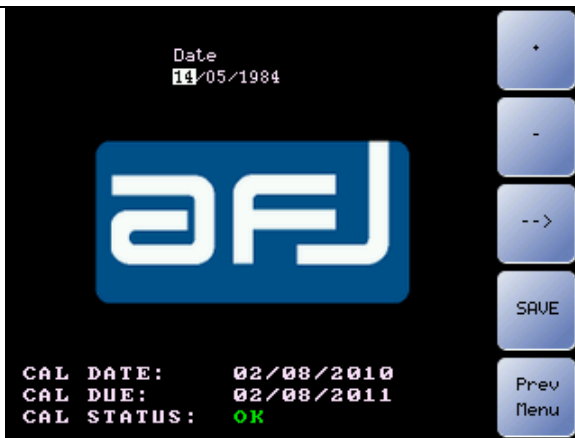 Date
14/05/1984
+
-
-->
SAVE
Prev
Menu
afj
CAL DATE: 02/08/2010
CAL DUE: 02/08/2011
CAL STATUS: OK